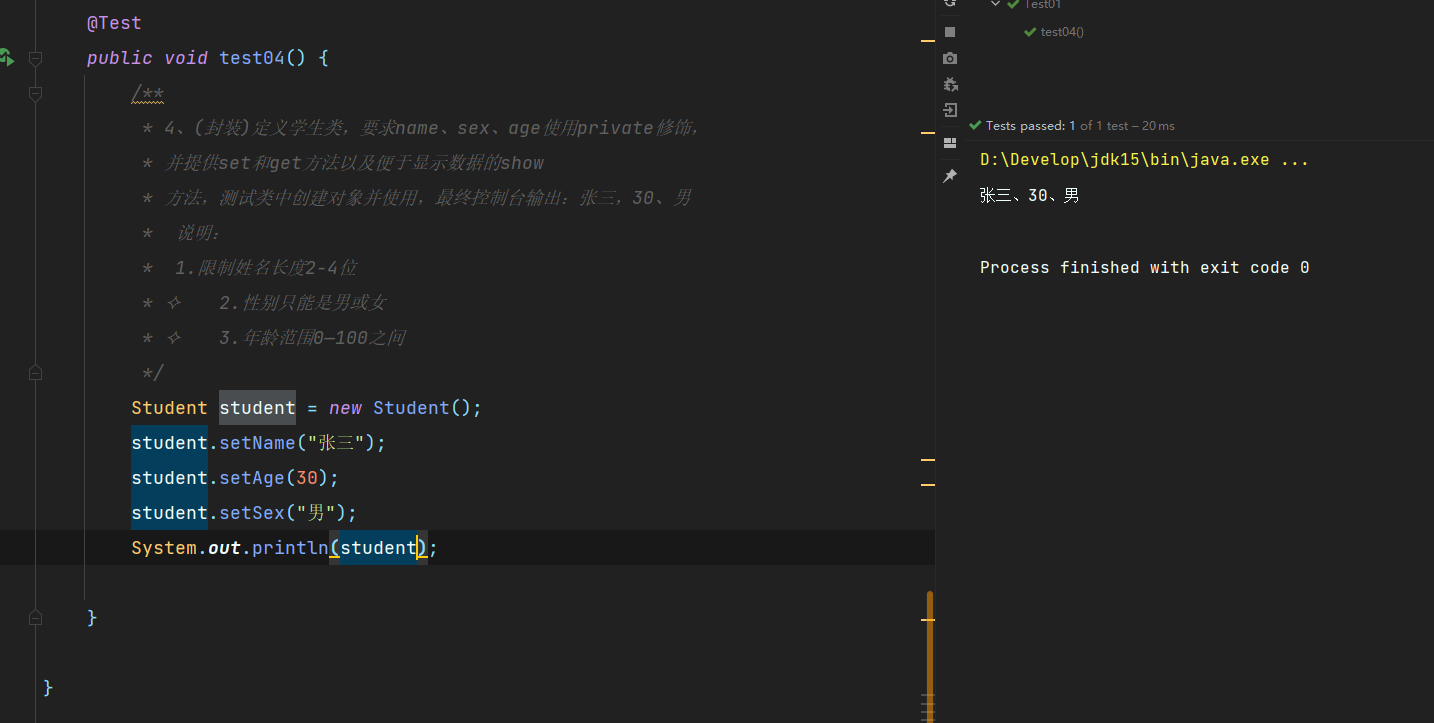 @Test
public void test04() {
/**
* 4、(封装)定义学生类，要求name、sex、age使用private修饰，
* 并提供set和get方法以及便于显示数据的show
* 方法，测试类中创建对象并使用，最终控制台输出：张三，30、男
* 说明：
* 1.限制姓名长度2-4位
* ✧ 2.性别只能是男或女
* ✧ 3.年龄范围0—100之间
*/
Student student = new Student();
student.setName("张三");
student.setAge(30);
student.setSex("男");
System.out.println(student);
}
}
Test01
test04()
Tests passed: 1 of 1 test – 20 ms
D:\Develop\jdk15\bin\java.exe ...
张三、30、男
Process finished with exit code 0